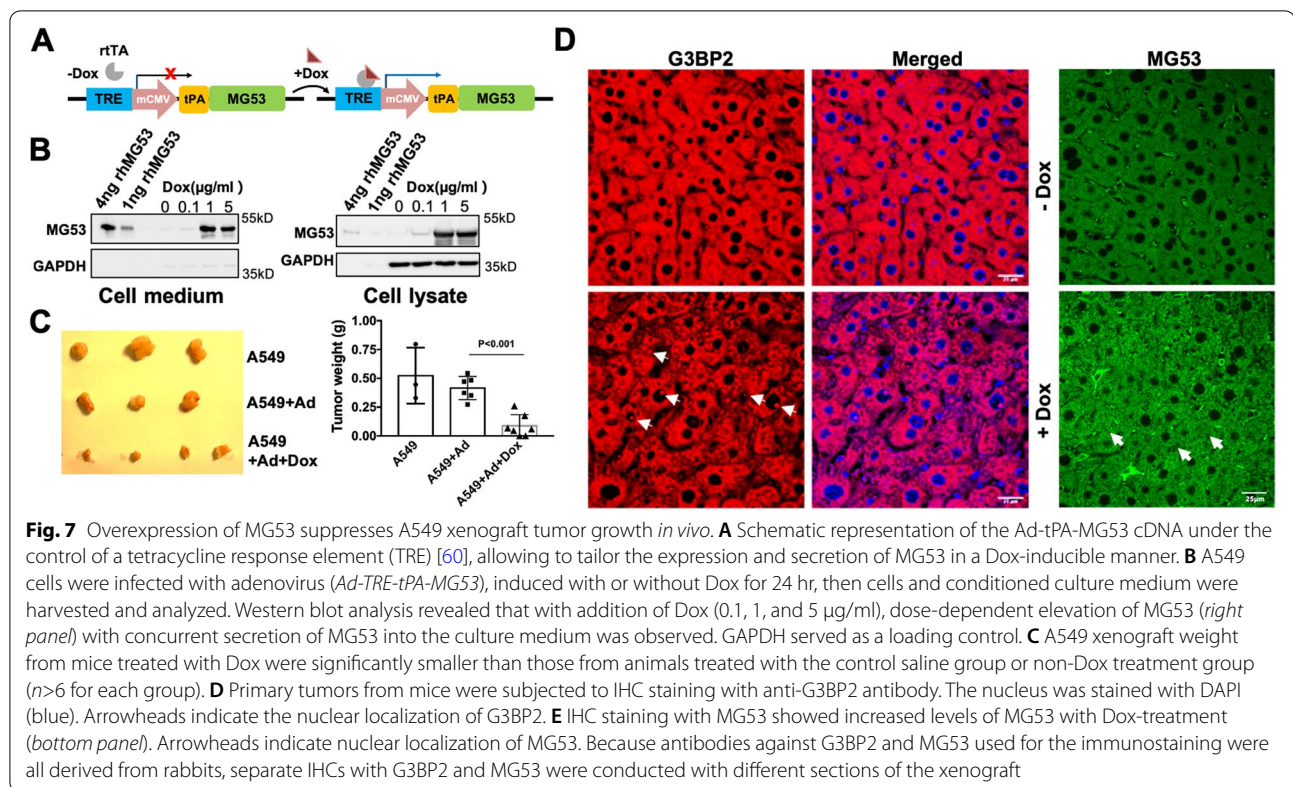 A
rtTA
-Dox
X
+Dox
TRE
mCMV
tPA
MG53
TRE
mCMV
tPA
MG53
B
4ng rhMG53
1ng rhMG53
Dox(µg/ml)
0 0.1 1 5
MG53
55kD
GAPDH
35kD
Cell medium
4ng rhMG53
1ng rhMG53
Dox(µg/ml )
0 0.1 1 5
MG53
55kD
GAPDH
35kD
Cell lysate
C
A549
A549+Ad
A549
+Ad+Dox
Tumor weight (g)
1.00
0.75
0.50
0.25
0.00
P<0.001
A549
A549+Ad
A549+Ad+Dox
D
G3BP2
Merged
MG53
- Dox
25 µm
+ Dox
25 µm
25µm
Fig. 7 Overexpression of MG53 suppresses A549 xenograft tumor growth in vivo. A Schematic representation of the Ad-tPA-MG53 cDNA under the
control of a tetracycline response element (TRE) [60], allowing to tailor the expression and secretion of MG53 in a Dox-inducible manner. B A549
cells were infected with adenovirus (Ad-TRE-tPA-MG53), induced with or without Dox for 24 hr, then cells and conditioned culture medium were
harvested and analyzed. Western blot analysis revealed that with addition of Dox (0.1, 1, and 5 µg/ml), dose-dependent elevation of MG53 (right
panel) with concurrent secretion of MG53 into the culture medium was observed. GAPDH served as a loading control. C A549 xenograft weight
from mice treated with Dox were significantly smaller than those from animals treated with the control saline group or non-Dox treatment group
(n>6 for each group). D Primary tumors from mice were subjected to IHC staining with anti-G3BP2 antibody. The nucleus was stained with DAPI
(blue). Arrowheads indicate the nuclear localization of G3BP2. E IHC staining with MG53 showed increased levels of MG53 with Dox-treatment
(bottom panel). Arrowheads indicate nuclear localization of MG53. Because antibodies against G3BP2 and MG53 used for the immunostaining were
all derived from rabbits, separate IHCs with G3BP2 and MG53 were conducted with different sections of the xenograft